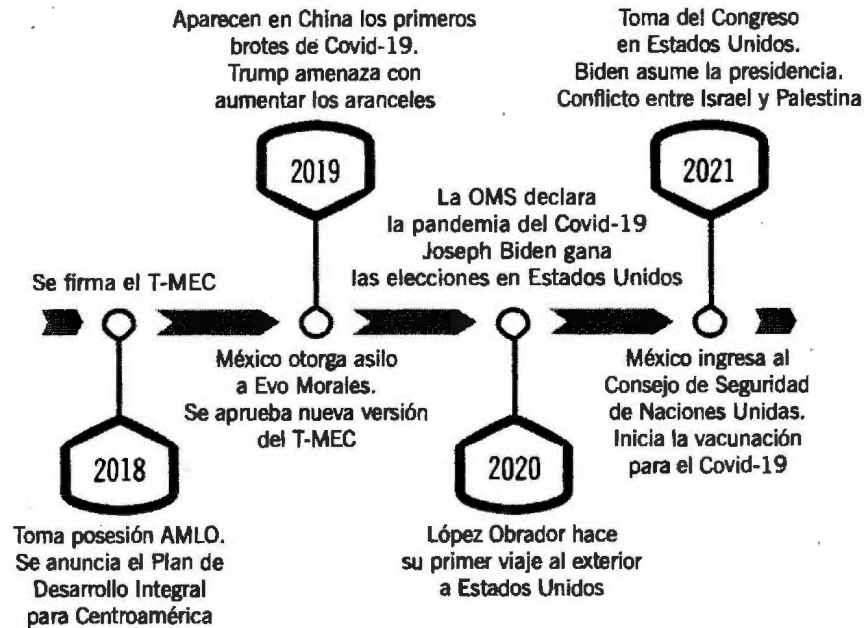 Se firma el T-MEC
2018
Toma posesión AMLO.
Se anuncia el Plan de
Desarrollo Integral
para Centroamérica
Aparecen en China los primeros
brotes de Covid-19.
Trump amenaza con
aumentar los aranceles
2019
México otorga asilo
a Evo Morales.
Se aprueba nueva versión
del T-MEC
La OMS declara
la pandemia del Covid-19
Joseph Biden gana
las elecciones en Estados Unidos
2020
López Obrador hace
su primer viaje al exterior
a Estados Unidos
Toma del Congreso
en Estados Unidos.
Biden asume la presidencia.
Conflicto entre Israel y Palestina
2021
México ingresa al
Consejo de Seguridad
de Naciones Unidas.
Inicia la vacunación
para el Covid-19